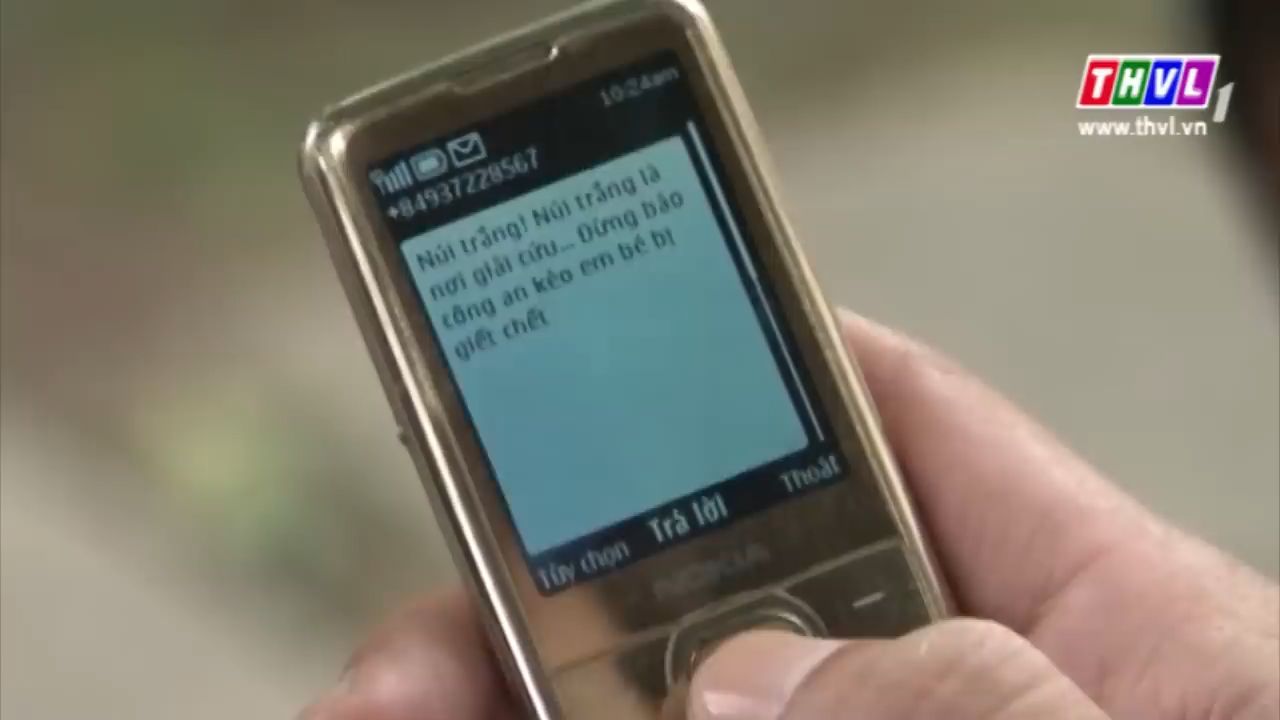 THVL1
www.thvl.vn
10:24am
+84937228567
Núi trắng! Núi trắng là
nơi giải cứu... Đừng báo
công an kẻo em bé bị
giết chết
Tùy chọn Trả lời Thoát
NOKIA